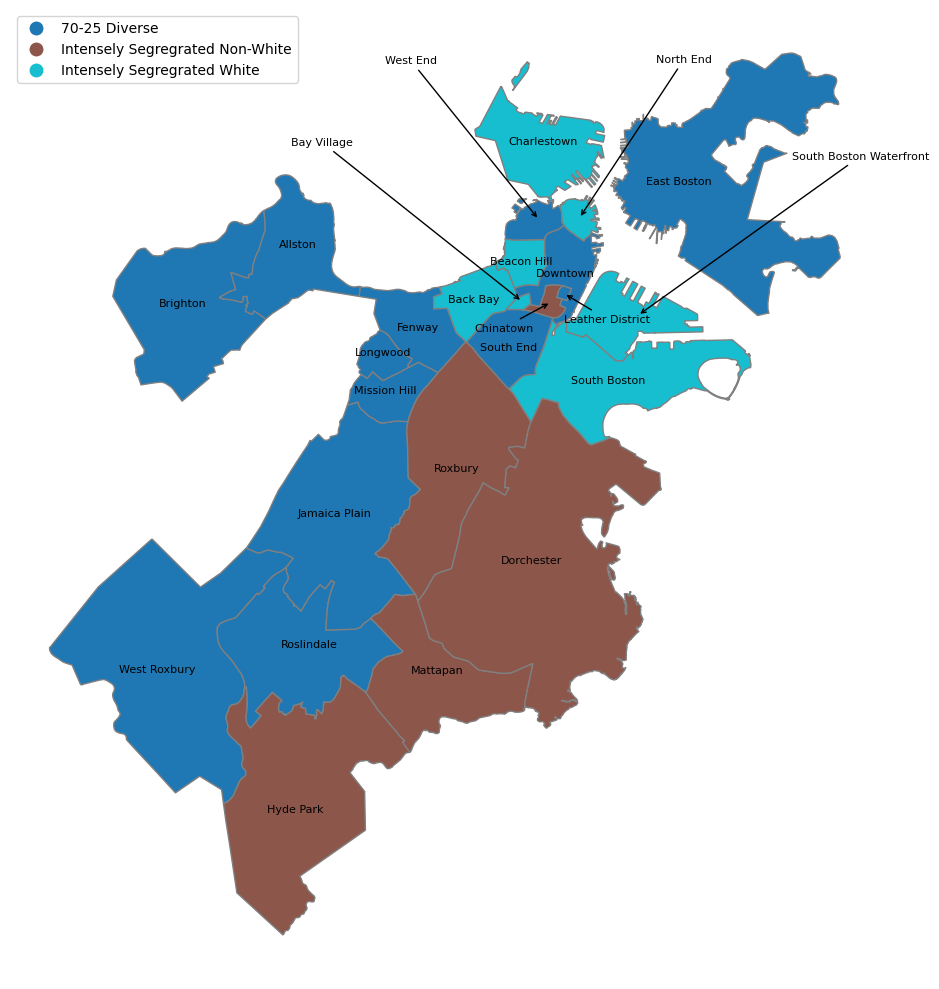 70-25 Diverse
Intensely Segregrated Non-White
Intensely Segregrated White
West End
North End
Charlestown
Bay Village
South Boston Waterfront
East Boston
Allston
Beacon Hill
Downtown
Brighton
Back Bay
Leather District
Fenway
Chinatown
South End
Longwood
South Boston
Mission Hill
Roxbury
Jamaica Plain
Dorchester
Roslindale
West Roxbury
Mattapan
Hyde Park